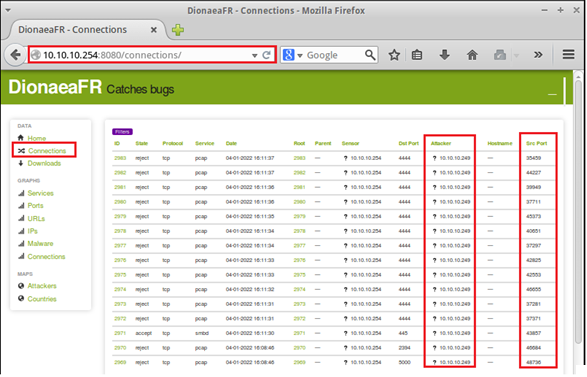 DionaeaFR - Connections - Mozilla Firefox
DionaeaFR - Connections
10.10.10.254:8080/connections/
Google
DionaeaFR Catches bugs
DATA
Home
Connections
Downloads
GRAPHS
Services
Ports
URLs
IPs
Malware
Connections
MAPS
Attackers
Countries
Filters
ID State Protocol Service Date Root Parent Sensor Dst Port Attacker Hostname Src Port
2983 reject tcp pcap 04-01-2022 16:11:37 2983 — ? 10.10.10.254 4444 ? 10.10.10.249 — 35459
2982 reject tcp pcap 04-01-2022 16:11:37 2982 — ? 10.10.10.254 4444 ? 10.10.10.249 — 44227
2981 reject tcp pcap 04-01-2022 16:11:36 2981 — ? 10.10.10.254 4444 ? 10.10.10.249 — 39949
2980 reject tcp pcap 04-01-2022 16:11:36 2980 — ? 10.10.10.254 4444 ? 10.10.10.249 — 37711
2979 reject tcp pcap 04-01-2022 16:11:35 2979 — ? 10.10.10.254 4444 ? 10.10.10.249 — 45373
2978 reject tcp pcap 04-01-2022 16:11:34 2978 — ? 10.10.10.254 4444 ? 10.10.10.249 — 40651
2977 reject tcp pcap 04-01-2022 16:11:34 2977 — ? 10.10.10.254 4444 ? 10.10.10.249 — 37297
2976 reject tcp pcap 04-01-2022 16:11:33 2976 — ? 10.10.10.254 4444 ? 10.10.10.249 — 42825
2975 reject tcp pcap 04-01-2022 16:11:33 2975 — ? 10.10.10.254 4444 ? 10.10.10.249 — 42553
2974 reject tcp pcap 04-01-2022 16:11:32 2974 — ? 10.10.10.254 4444 ? 10.10.10.249 — 46655
2973 reject tcp pcap 04-01-2022 16:11:31 2973 — ? 10.10.10.254 4444 ? 10.10.10.249 — 37281
2972 reject tcp pcap 04-01-2022 16:11:31 2972 — ? 10.10.10.254 4444 ? 10.10.10.249 — 37371
2971 accept tcp smbd 04-01-2022 16:11:30 2971 — ? 10.10.10.254 445 ? 10.10.10.249 — 43857
2970 reject tcp pcap 04-01-2022 16:08:46 2970 — ? 10.10.10.254 2394 ? 10.10.10.249 — 46684
2969 reject tcp pcap 04-01-2022 16:08:46 2969 — ? 10.10.10.254 5000 ? 10.10.10.249 — 48736